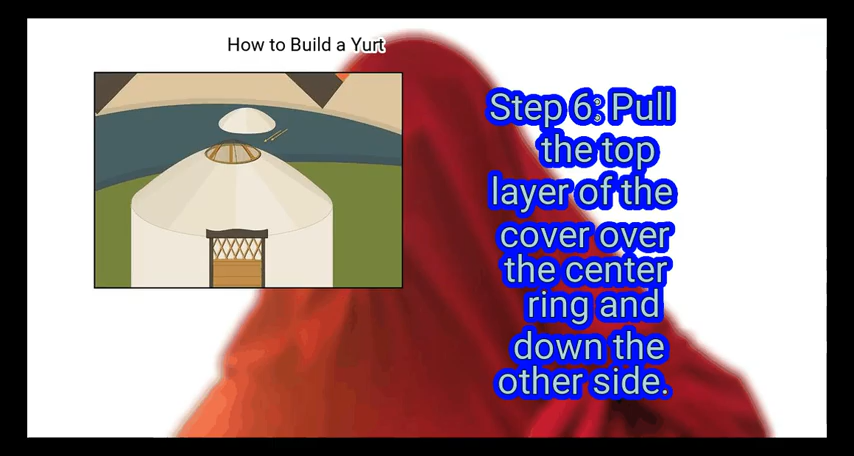 How to Build a Yurt
Step 6: Pull
the top
layer of the
cover over
the center
ring and
down the
other side.